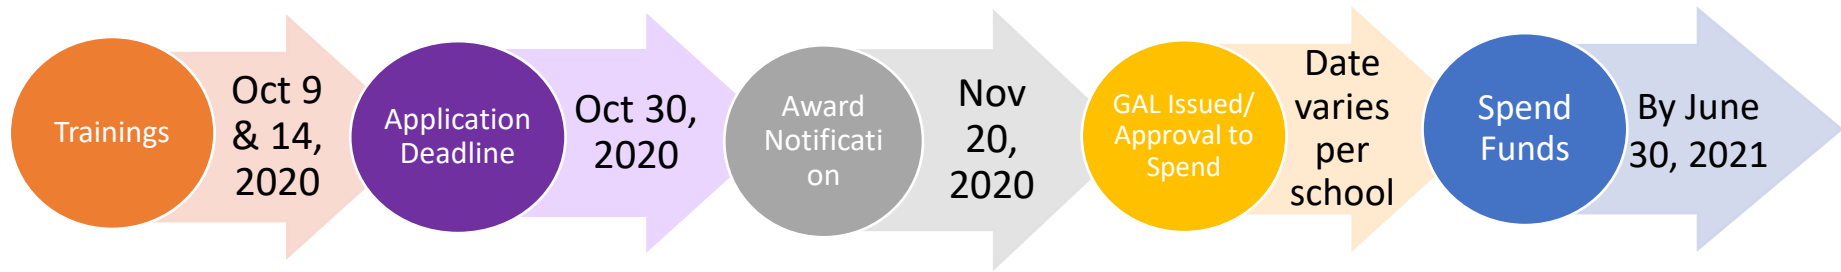 Trainings
Oct 9
& 14,
2020
Application
Deadline
Oct 30,
2020
Award
Notificati
on
Nov
20,
2020
GAL Issued/
Approval to
Spend
Date
varies
per
school
Spend
Funds
By June
30, 2021